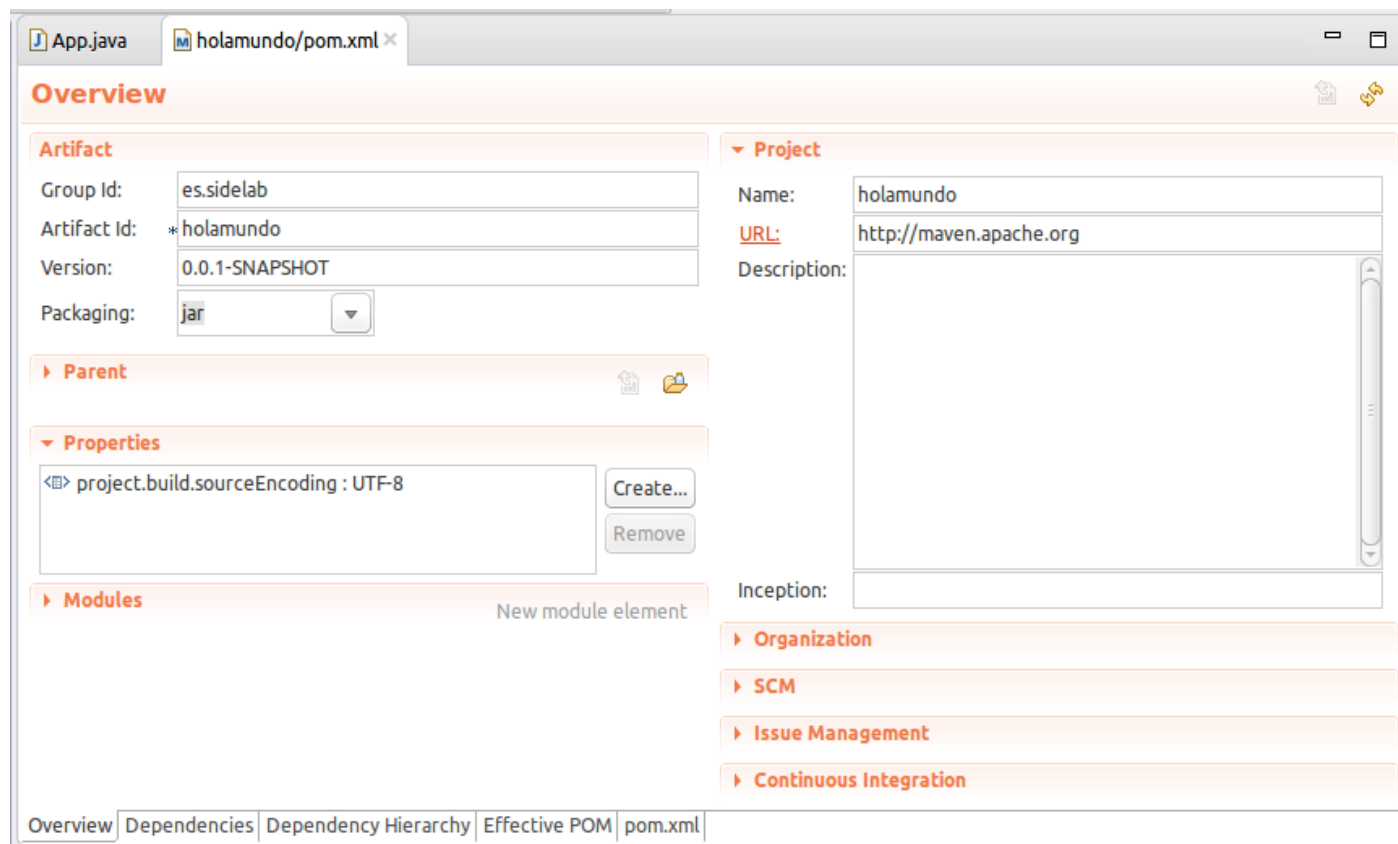 App.java
holamundo/pom.xml
Overview
Artifact
Group Id: es.sidelab
Artifact Id: * holamundo
Version: 0.0.1-SNAPSHOT
Packaging: jar
Parent
Properties
project.build.sourceEncoding : UTF-8
Create...
Remove
Modules
New module element
Project
Name: holamundo
URL: http://maven.apache.org
Description:
Inception:
Organization
SCM
Issue Management
Continuous Integration
Overview Dependencies Dependency Hierarchy Effective POM pom.xml